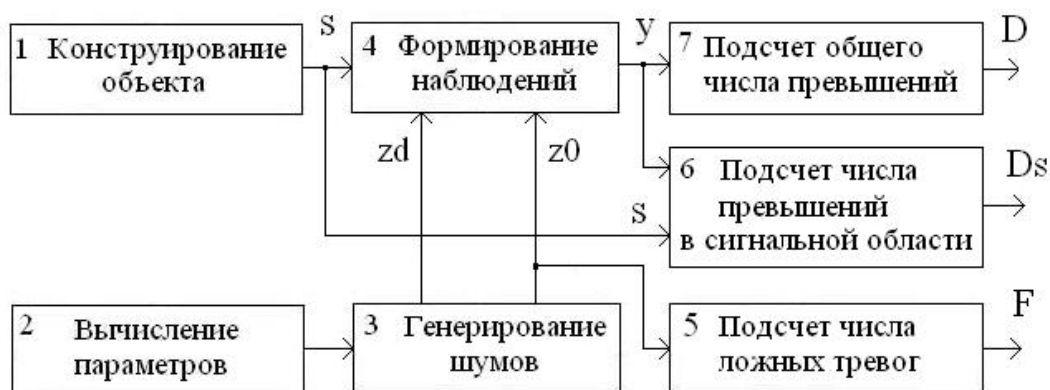 s
y
D
1 Конструирование
объекта
4 Формирование
наблюдений
7 Подсчет общего
числа превышений
zd
z0
6 Подсчет числа
превышений
в сигнальной области
Ds
s
2 Вычисление
параметров
3 Генерирование
шумов
5 Подсчет числа
ложных тревог
F